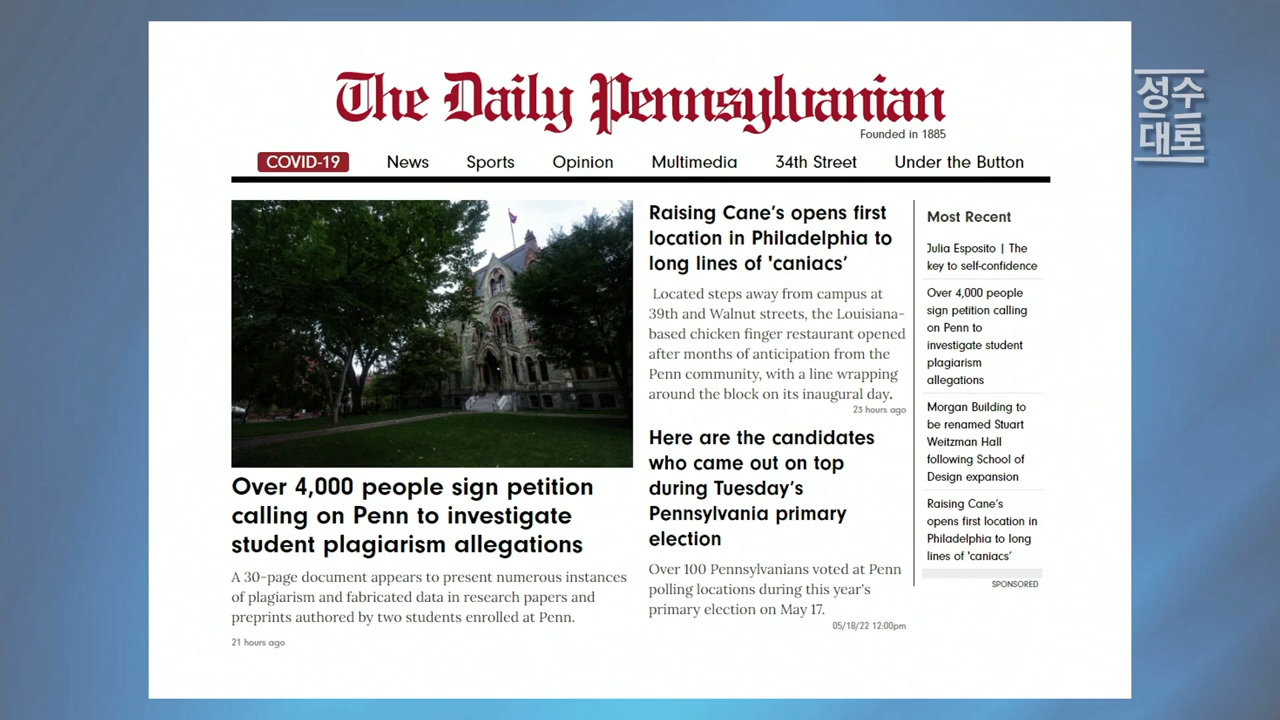 The Daily Pennsylvanian
Founded in 1885
COVID-19 News Sports Opinion Multimedia 34th Street Under the Button
Over 4,000 people sign petition
calling on Penn to investigate
student plagiarism allegations
A 30-page document appears to present numerous instances
of plagiarism and fabricated data in research papers and
preprints authored by two students enrolled at Penn.
21 hours ago
Raising Cane's opens first
location in Philadelphia to
long lines of 'caniacs'
Located steps away from campus at
39th and Walnut streets, the Louisiana-
based chicken finger restaurant opened
after months of anticipation from the
Penn community, with a line wrapping
around the block on its inaugural day.
23 hours ago
Here are the candidates
who came out on top
during Tuesday's
Pennsylvania primary
election
Over 100 Pennsylvanians voted at Penn
polling locations during this year's
primary election on May 17.
05/18/22 12:00pm
Most Recent
Julia Esposito | The
key to self-confidence
Over 4,000 people
sign petition calling
on Penn to
investigate student
plagiarism
allegations
Morgan Building to
be renamed Stuart
Weitzman Hall
following School of
Design expansion
Raising Cane's
opens first location in
Philadelphia to long
lines of 'caniacs'
SPONSORED
성수
대로